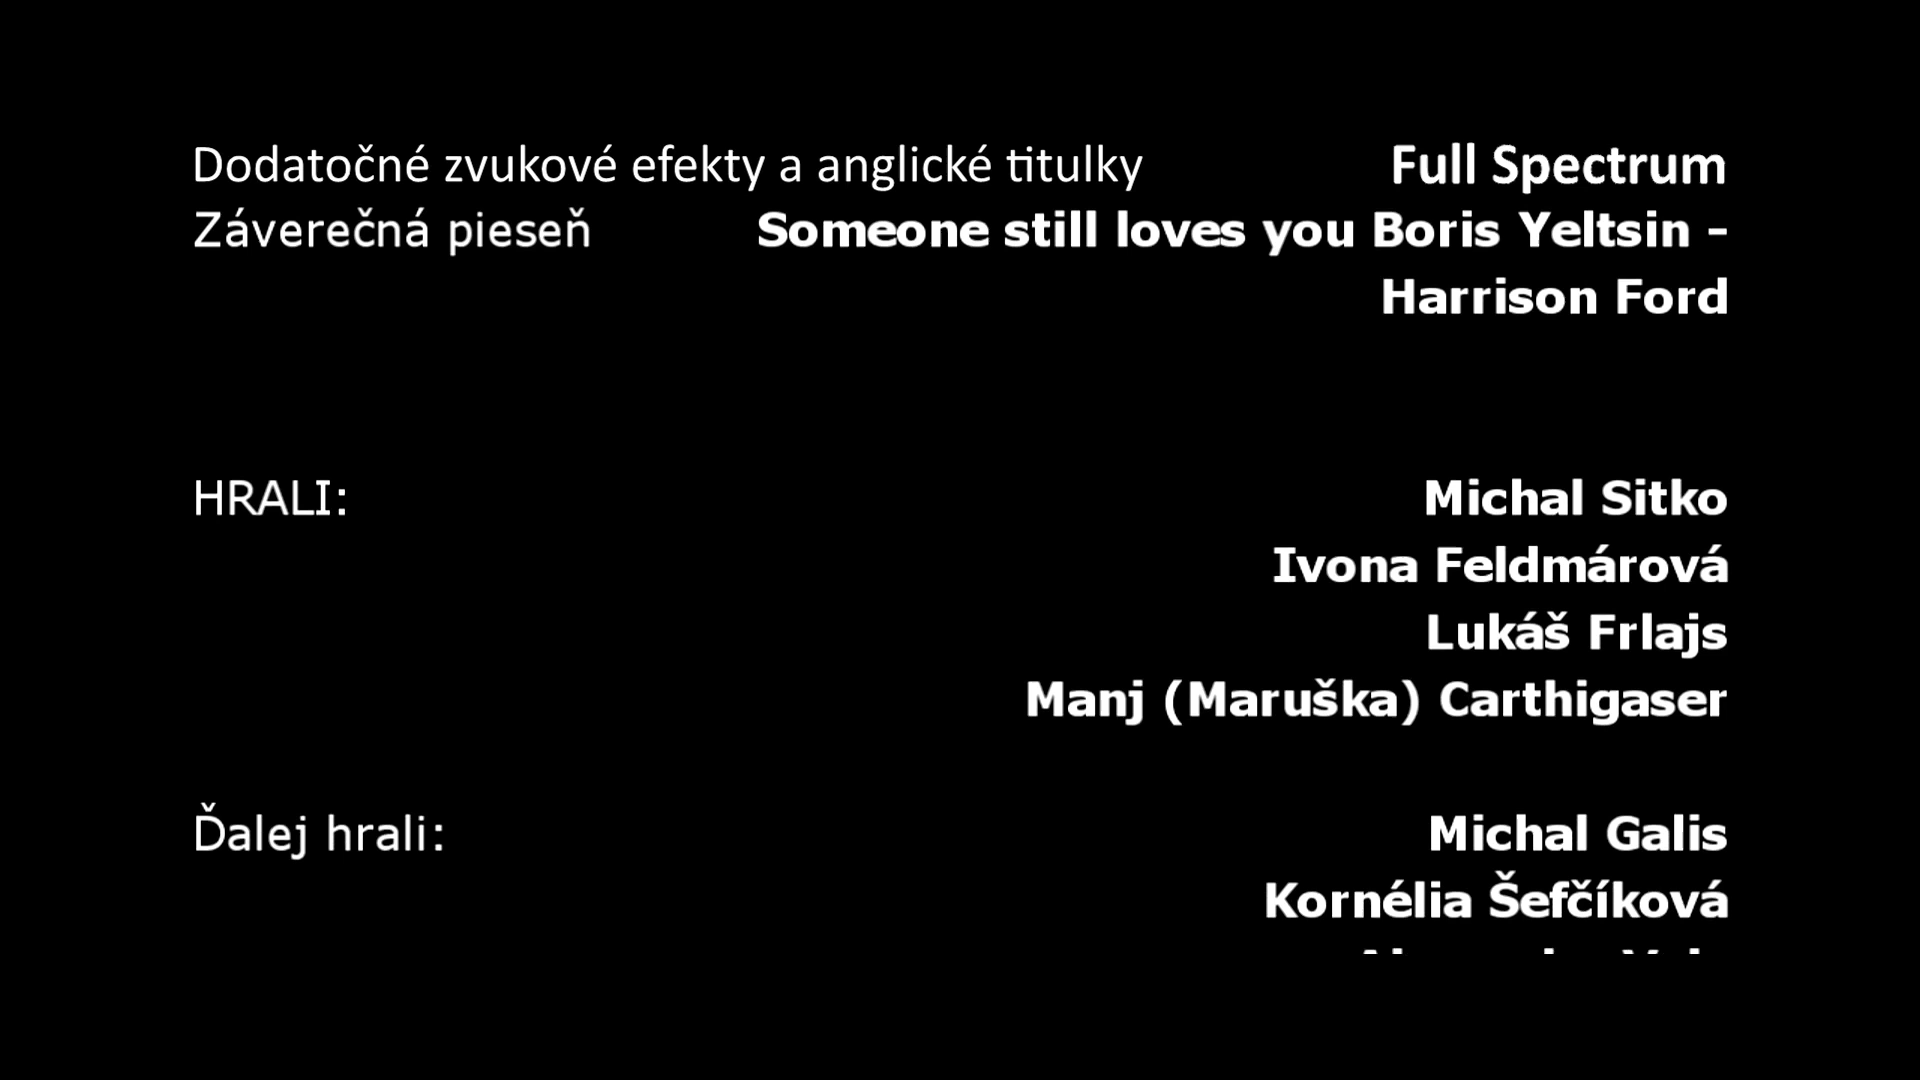 Dodatočné zvukové efekty a anglické titulky Full Spectrum
Záverečná pieseň Someone still loves you Boris Yeltsin -
Harrison Ford
HRALI: Michal Sitko
Ivona Feldmárová
Lukáš Frlajs
Manj (Maruška) Carthigaser
Ďalej hrali: Michal Galis
Kornélia Šefčíková